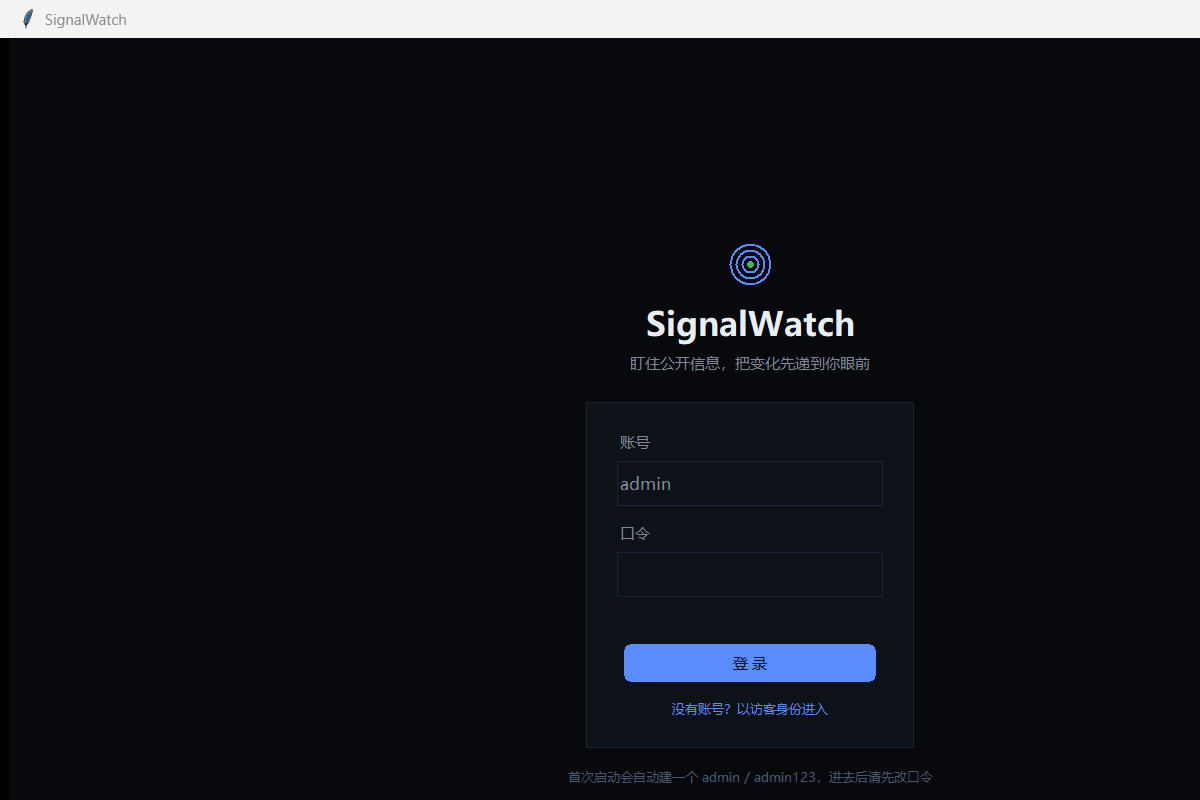 SignalWatch
SignalWatch
盯住公开信息，把变化先递到你眼前
账号
admin
口令
登 录
没有账号？以访客身份进入
首次启动会自动建一个 admin / admin123，进去后请先改口令